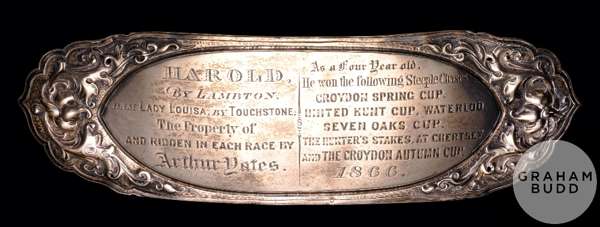 HAROLD,
BY LAMBTON,
LADY LOUISA, BY TOUCHSTONE;
The Property of
AND RIDDEN IN EACH RACE BY
Arthur Yates.
As a Four Year old.
He won the following Steeple Chases
CROYDON SPRING CUP.
UNITED HUNT CUP, WATERLOO
SEVEN OAKS CUP.
THE HUNTER'S STAKES, AT CHERTSEY,
AND THE CROYDON AUTUMN CUP.
1866.
GRAHAM
BUDD